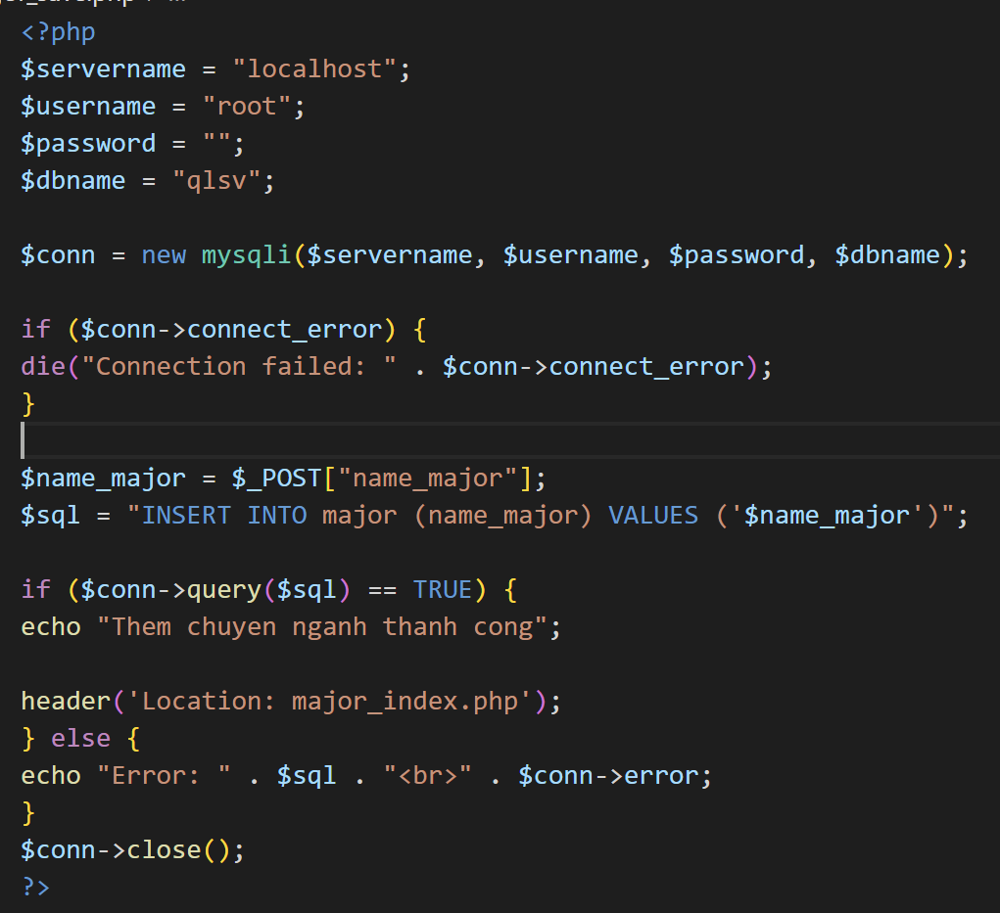 <?php
$servername = "localhost";
$username = "root";
$password = "";
$dbname = "qlsv";
$conn = new mysqli($servername, $username, $password, $dbname);
if ($conn->connect_error) {
die("Connection failed: " . $conn->connect_error);
}
$name_major = $_POST["name_major"];
$sql = "INSERT INTO major (name_major) VALUES ('$name_major')";
if ($conn->query($sql) == TRUE) {
echo "Them chuyen nganh thanh cong";
header('Location: major_index.php');
} else {
echo "Error: " . $sql . "<br>" . $conn->error;
}
$conn->close();
?>